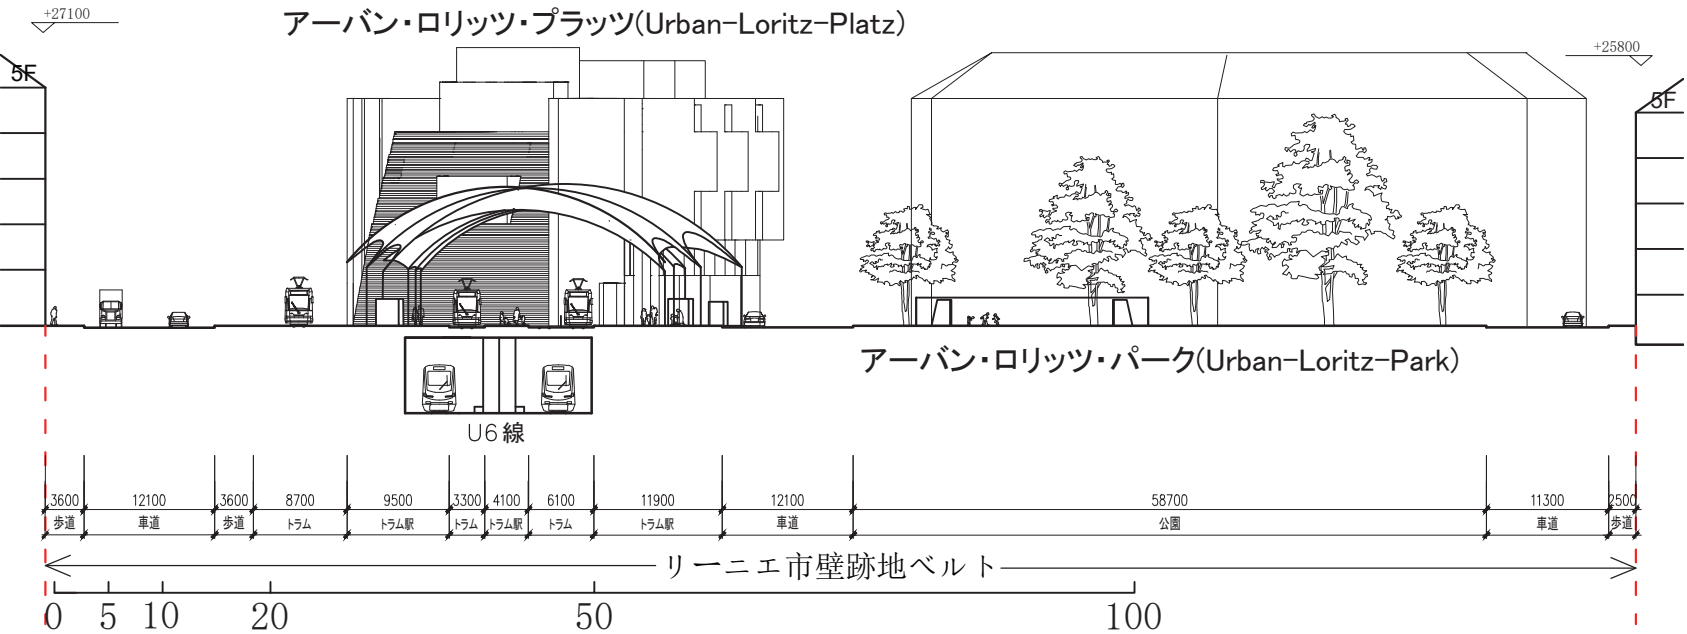 +27100
アーバン・ロリッツ・プラッツ(Urban-Loritz-Platz)
+25800
5F
5F
アーバン・ロリッツ・パーク(Urban-Loritz-Park)
U6線
3600 12100 3600 8700 9500 3300 4100 6100 11900 12100 58700 11300 2500
歩道 車道 歩道 トラム トラム駅 トラム トラム駅 トラム トラム駅 車道 公園 車道 歩道
リーニエ市壁跡地ベルト
0 5 10 20 50 100